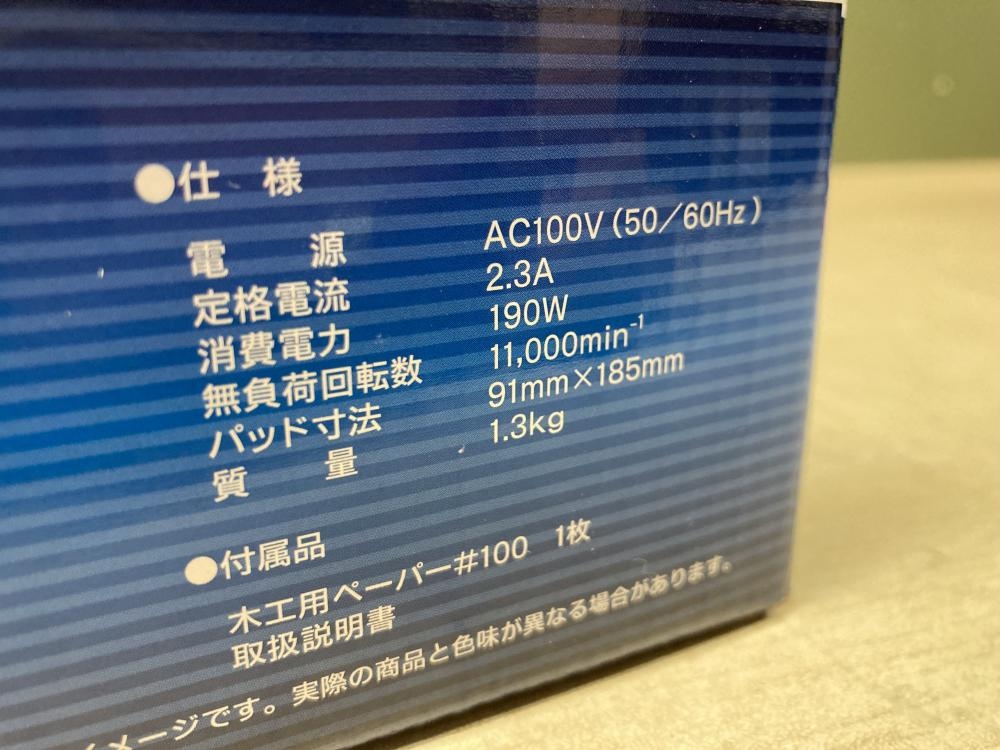 ●仕 様
電 源 AC100V(50／60Hz)
定格電流 2.3A
消費電力 190W
無負荷回転数 11,000min⁻¹
パッド寸法 91mm×185mm
質 量 1.3kg
●付属品
木工用ペーパー#100 1枚
取扱説明書
メージです。実際の商品と色味が異なる場合があります。